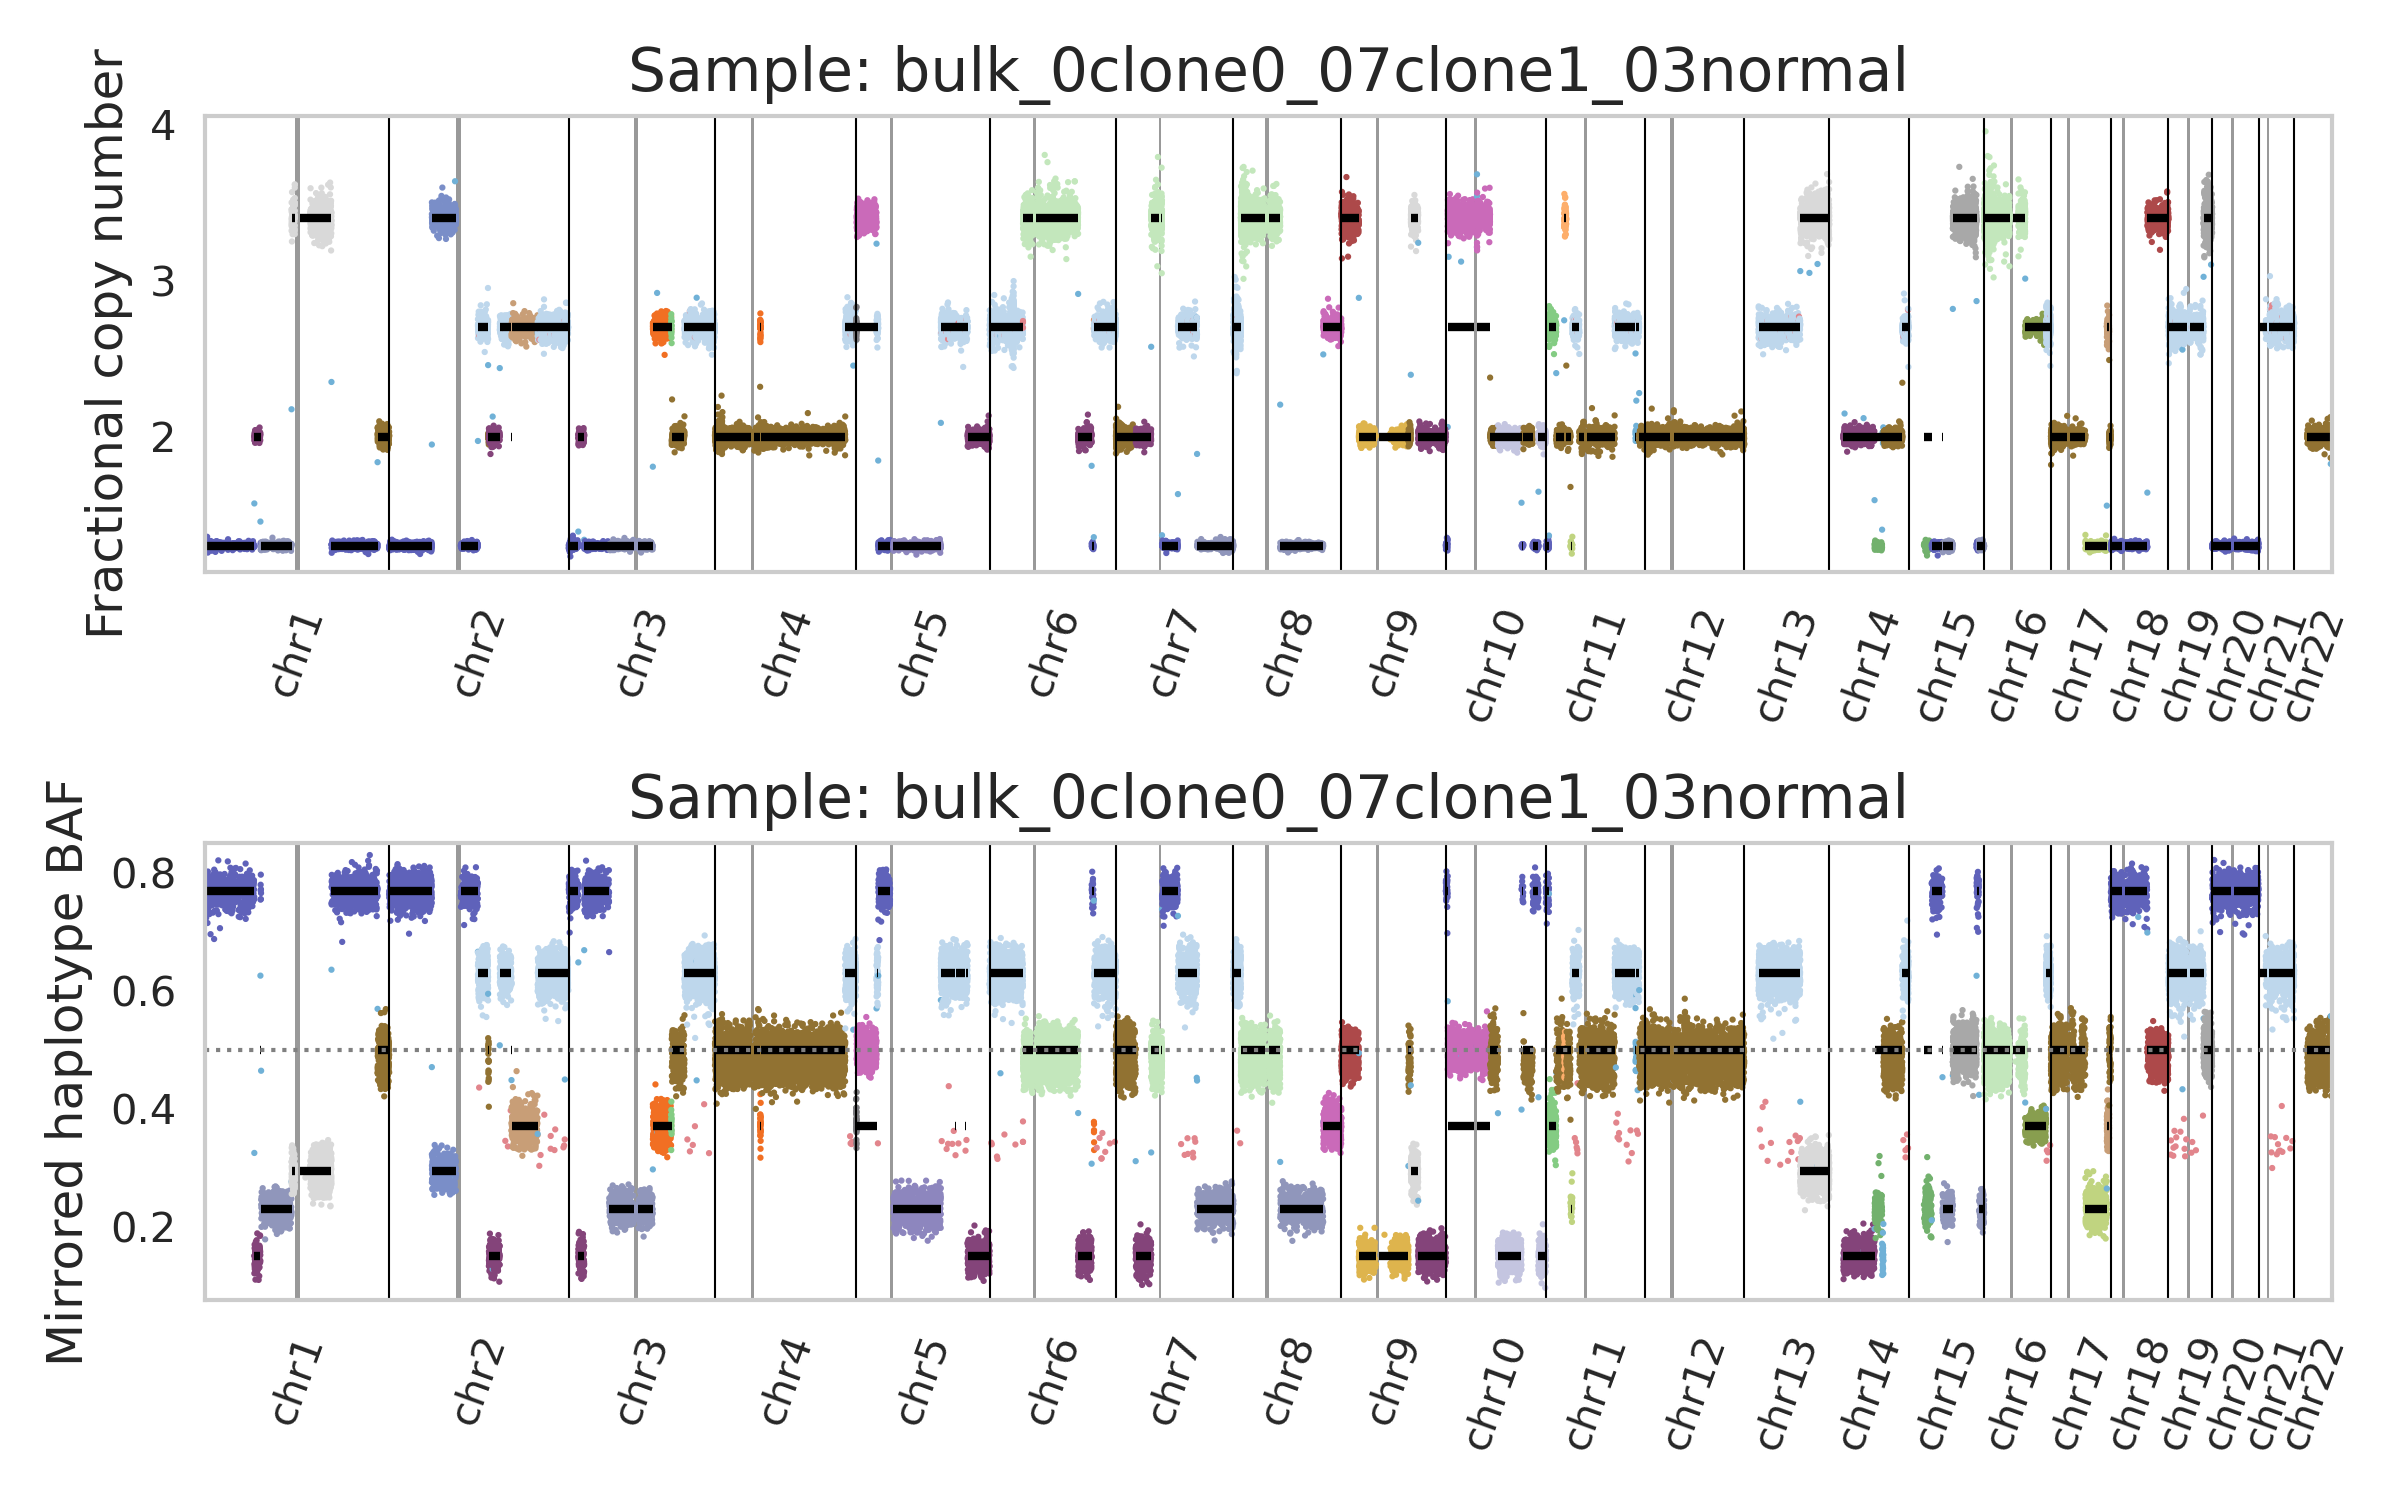 Sample: bulk_0clone0_07clone1_03normal
Fractional copy number
4
3
2
chr1 chr2 chr3 chr4 chr5 chr6 chr7 chr8 chr9 chr10 chr11 chr12 chr13 chr14 chr15 chr16 chr17 chr18 chr19 chr20 chr21 chr22
Sample: bulk_0clone0_07clone1_03normal
Mirrored haplotype BAF
0.8
0.6
0.4
0.2
chr1 chr2 chr3 chr4 chr5 chr6 chr7 chr8 chr9 chr10 chr11 chr12 chr13 chr14 chr15 chr16 chr17 chr18 chr19 chr20 chr21 chr22